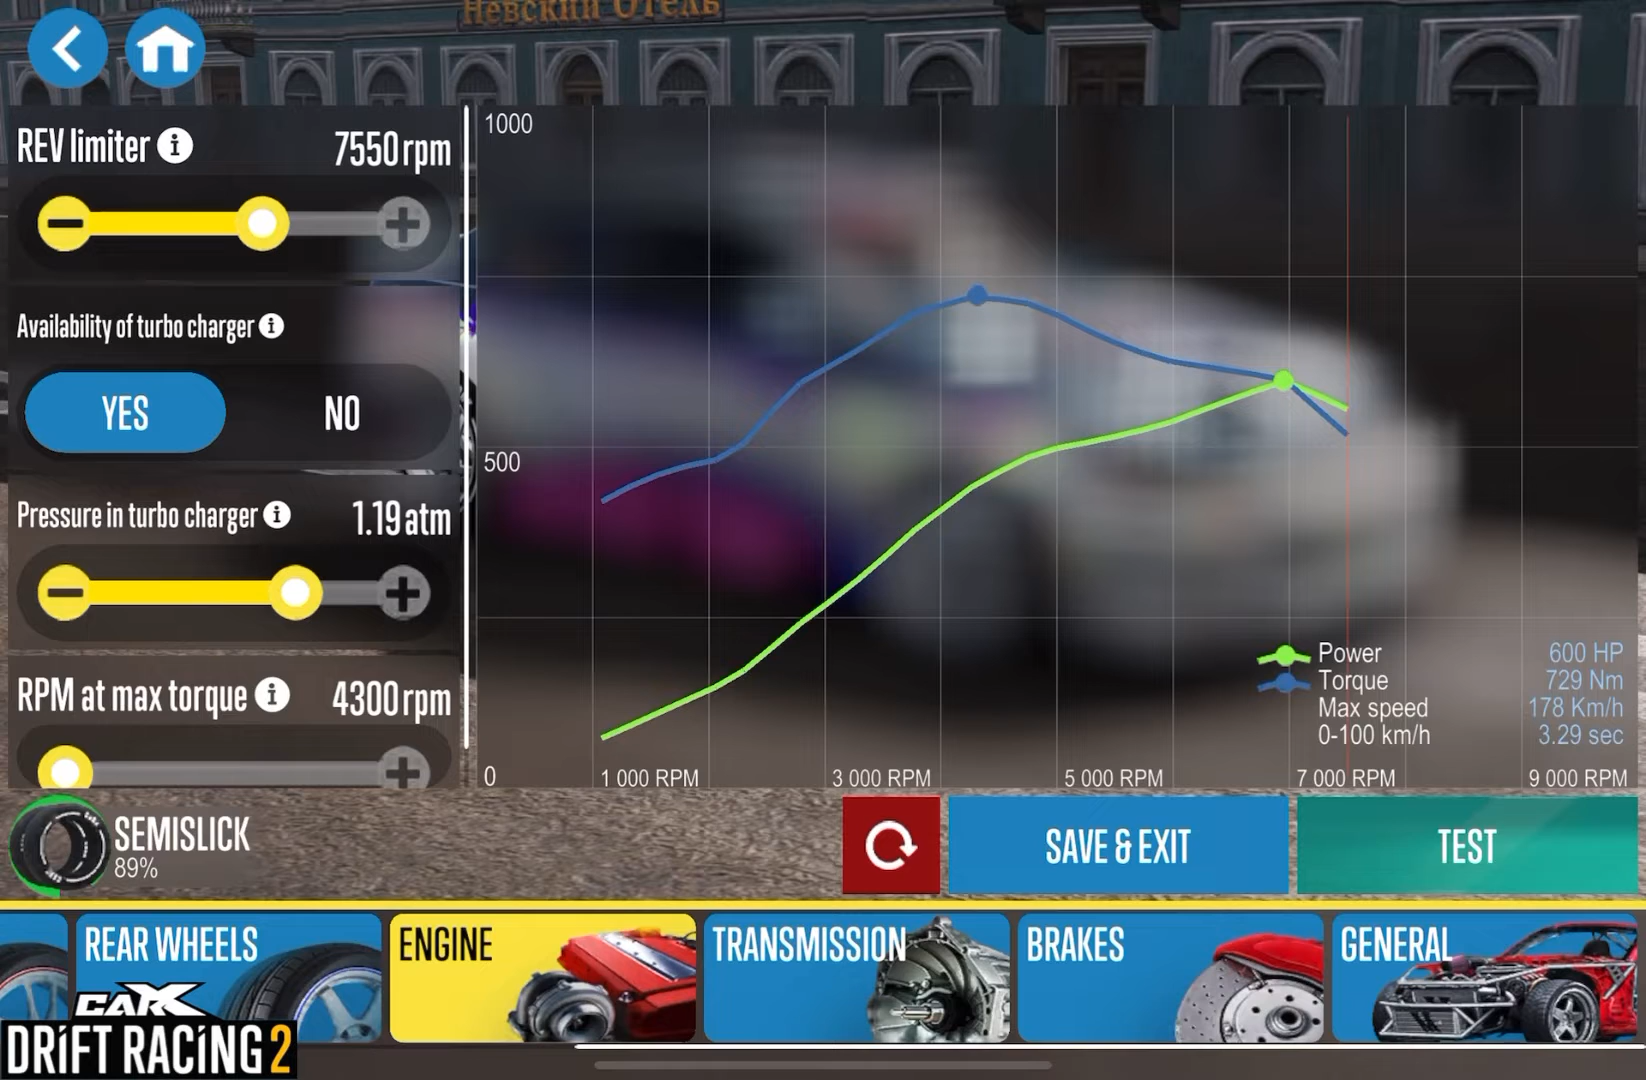 Невский Отель
REV limiter
7550 rpm
Availability of turbo charger
YES
NO
Pressure in turbo charger
1.19 atm
RPM at max torque
4300 rpm
1000
500
0
1 000 RPM
3 000 RPM
5 000 RPM
7 000 RPM
9 000 RPM
Power 600 HP
Torque 729 Nm
Max speed 178 Km/h
0-100 km/h 3.29 sec
SEMISLICK
89%
SAVE & EXIT
TEST
REAR WHEELS
ENGINE
TRANSMISSION
BRAKES
GENERAL
CARX
DRIFT RACING 2